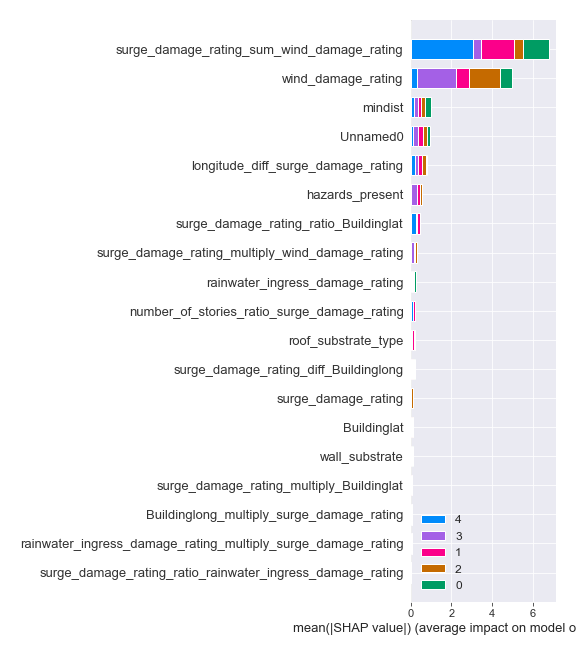 surge_damage_rating_sum_wind_damage_rating
wind_damage_rating
mindist
Unnamed0
longitude_diff_surge_damage_rating
hazards_present
surge_damage_rating_ratio_Buildinglat
surge_damage_rating_multiply_wind_damage_rating
rainwater_ingress_damage_rating
number_of_stories_ratio_surge_damage_rating
roof_substrate_type
surge_damage_rating_diff_Buildinglong
surge_damage_rating
Buildinglat
wall_substrate
surge_damage_rating_multiply_Buildinglat
Buildinglong_multiply_surge_damage_rating
rainwater_ingress_damage_rating_multiply_surge_damage_rating
surge_damage_rating_ratio_rainwater_ingress_damage_rating
4
3
1
2
0
0 2 4 6
mean(|SHAP value|) (average impact on model o